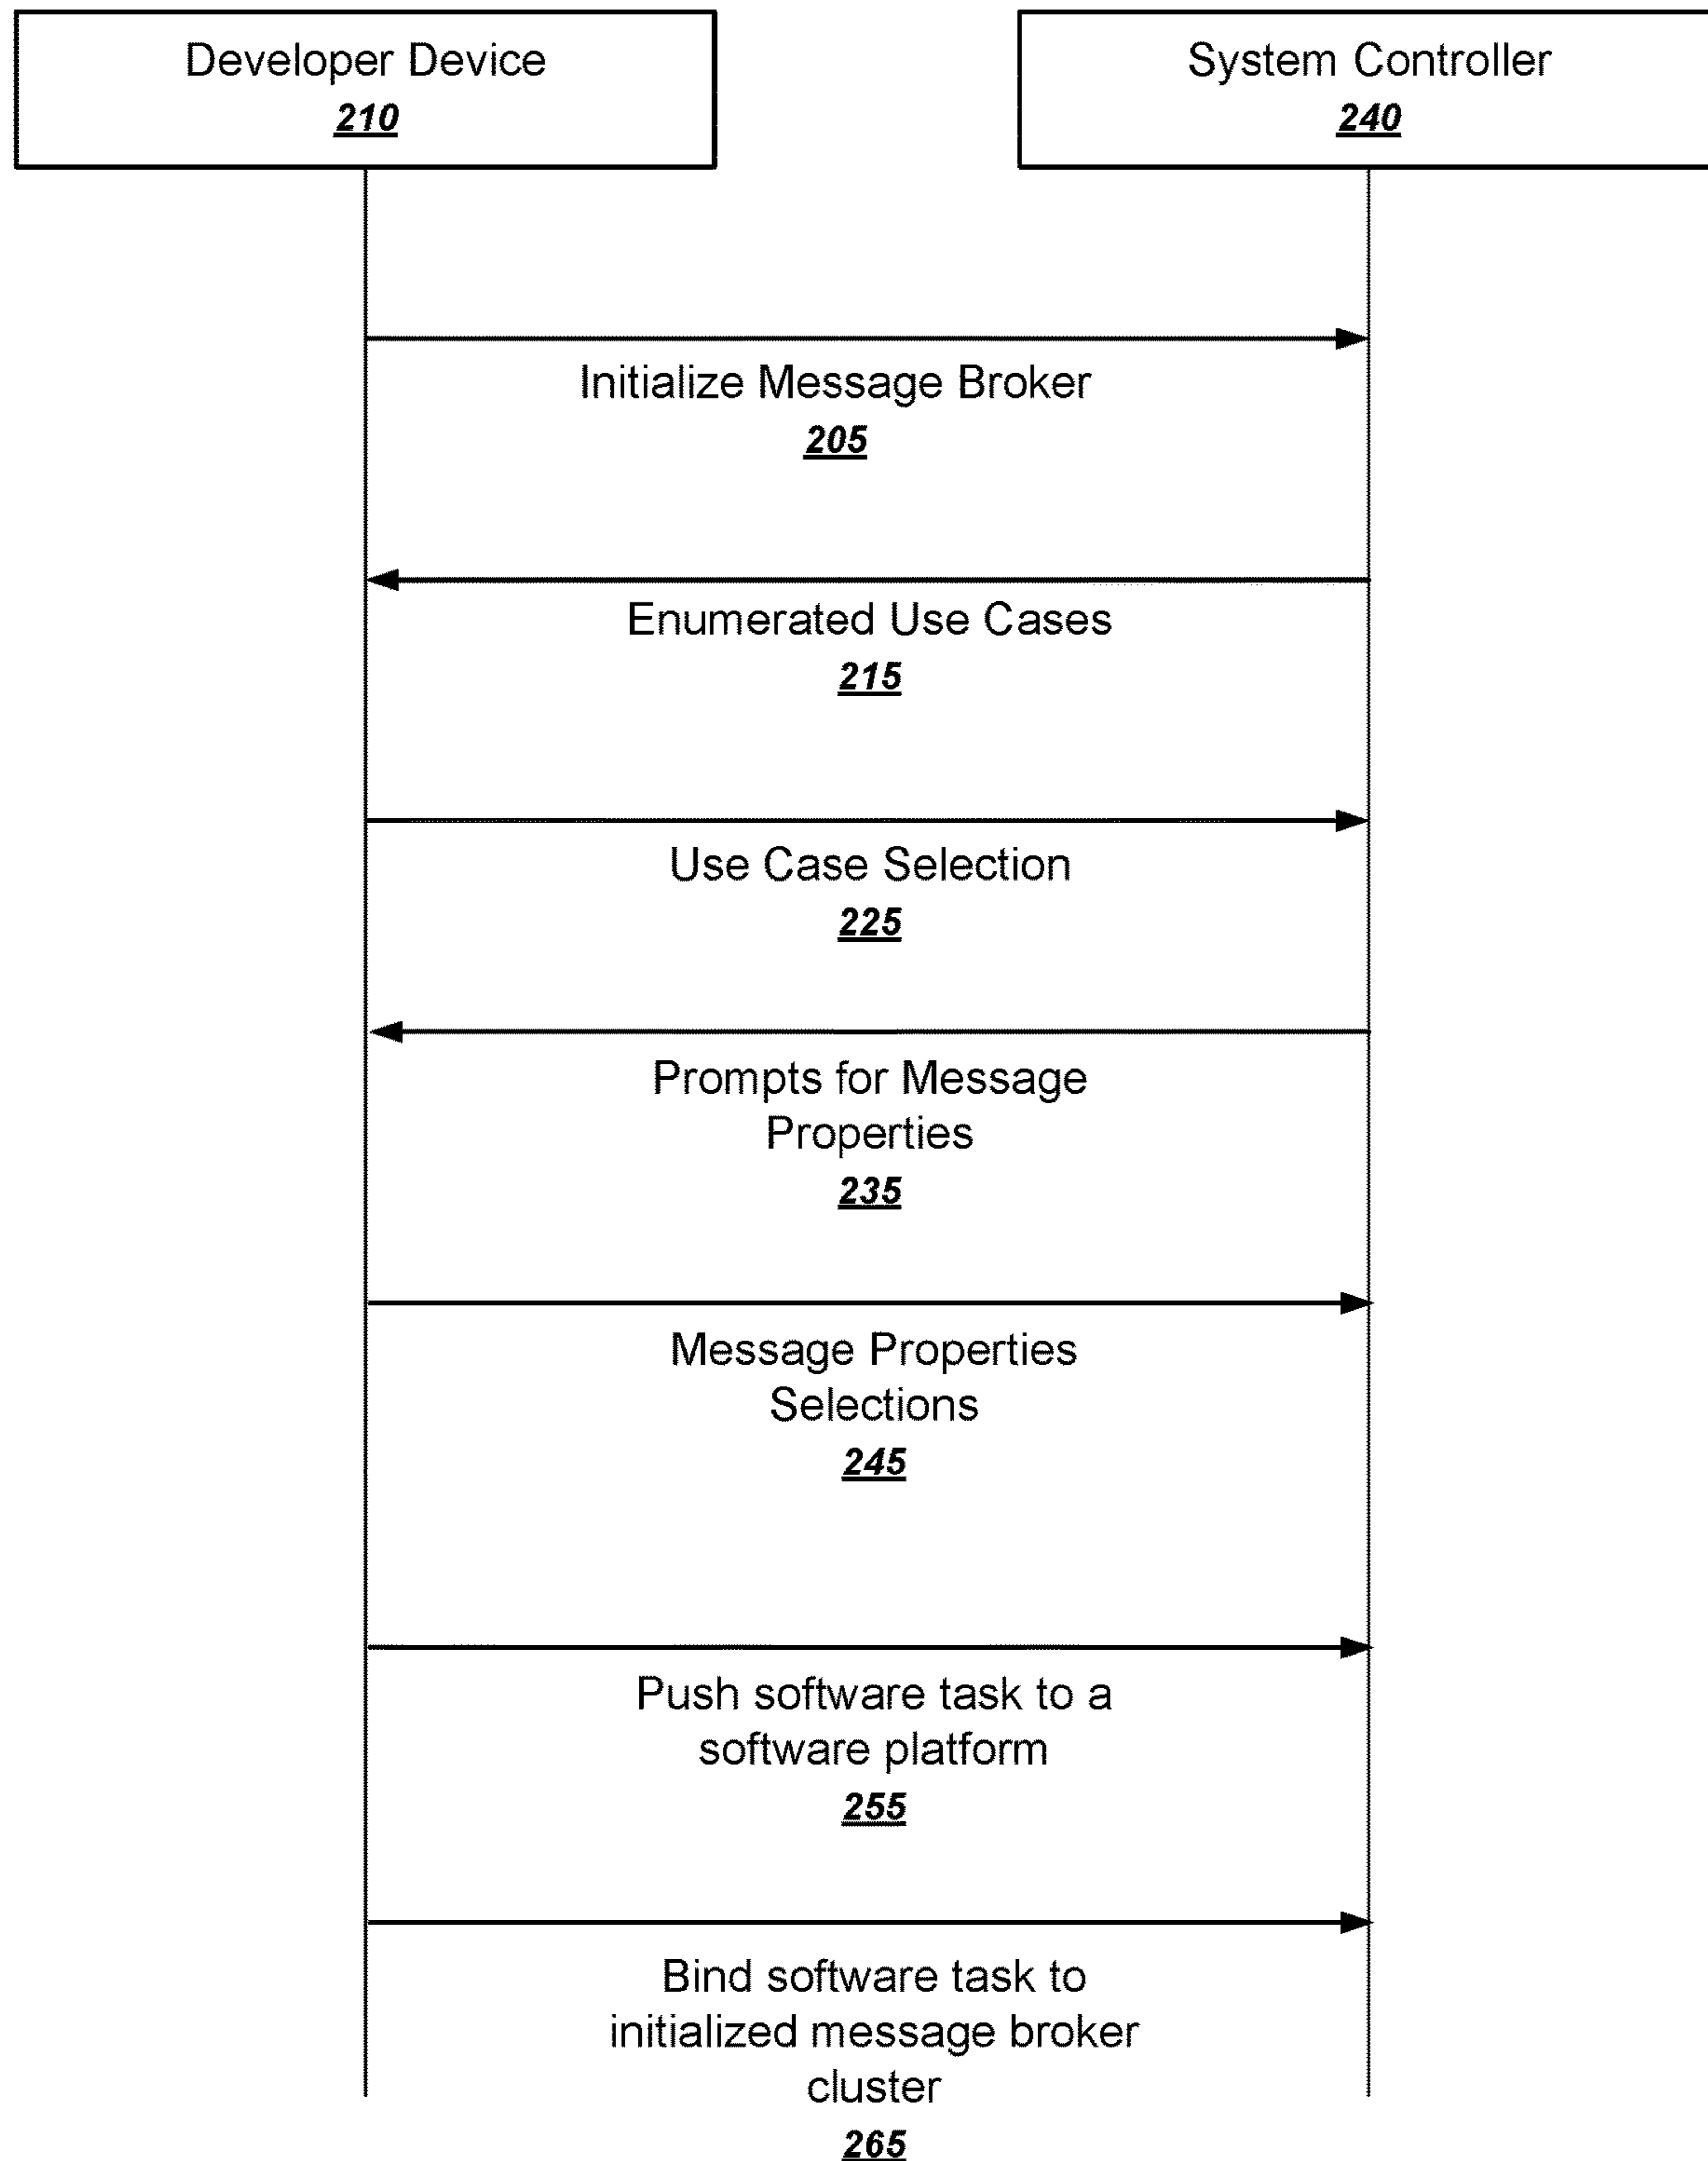 Developer Device
210
System Controller
240
Initialize Message Broker
205
Enumerated Use Cases
215
Use Case Selection
225
Prompts for Message
Properties
235
Message Properties
Selections
245
Push software task to a
software platform
255
Bind software task to
initialized message broker
cluster
265